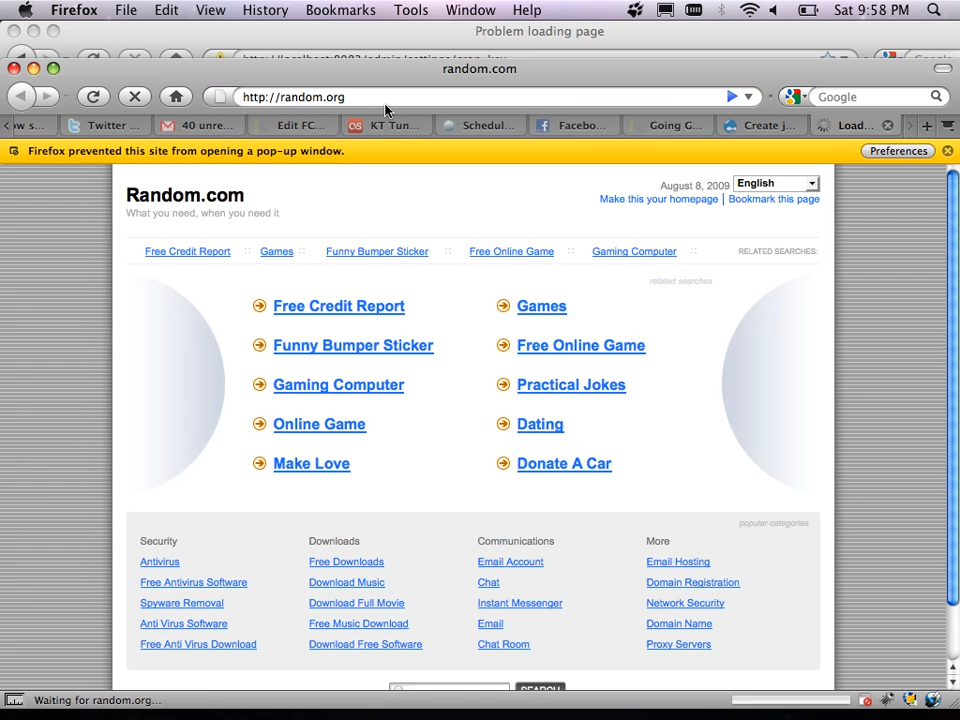 Firefox File Edit View History Bookmarks Tools Window Help Sat 9:58 PM
Problem loading page
random.com
http://random.org Google
ow s... Twitter ... 40 unre... Edit FC... KT Tun... Schedul... Facebo... Going G... Create j... Load...
Firefox prevented this site from opening a pop-up window. Preferences
Random.com
What you need, when you need it
August 8, 2009 English
Make this your homepage | Bookmark this page
Free Credit Report :: Games :: Funny Bumper Sticker :: Free Online Game :: Gaming Computer :: RELATED SEARCHES:
related searches
Free Credit Report Games
Funny Bumper Sticker Free Online Game
Gaming Computer Practical Jokes
Online Game Dating
Make Love Donate A Car
popular categories
Security Downloads Communications More
Antivirus Free Downloads Email Account Email Hosting
Free Antivirus Software Download Music Chat Domain Registration
Spyware Removal Download Full Movie Instant Messenger Network Security
Anti Virus Software Free Music Download Email Domain Name
Free Anti Virus Download Download Free Software Chat Room Proxy Servers
SEARCH
Waiting for random.org...